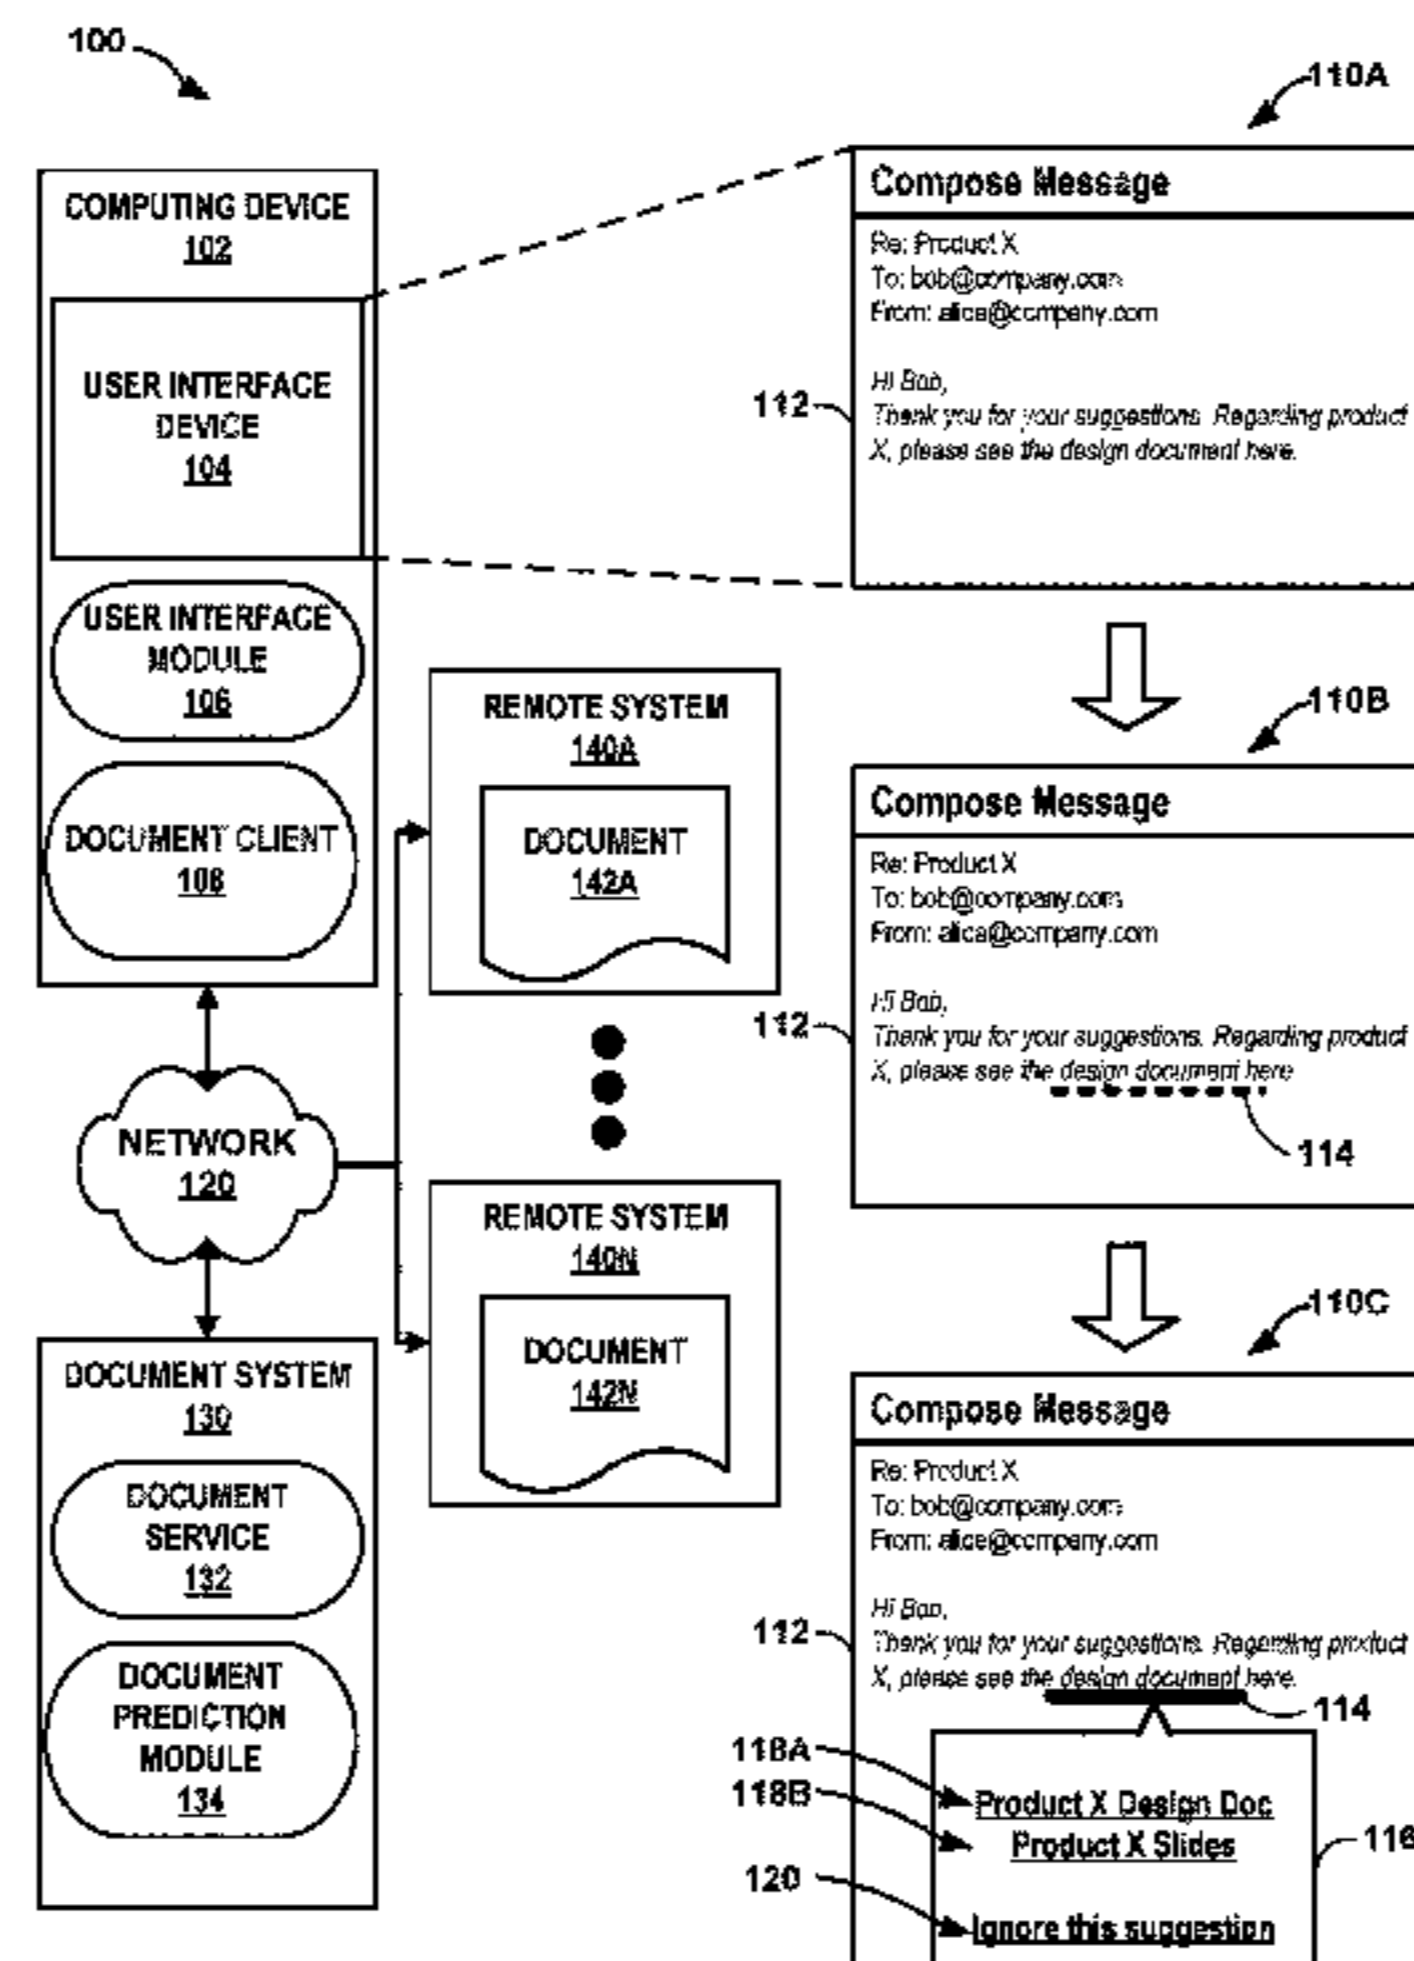 100
COMPUTING DEVICE
102
USER INTERFACE
DEVICE
104
USER INTERFACE
MODULE
106
DOCUMENT CLIENT
108
NETWORK
120
DOCUMENT SYSTEM
130
DOCUMENT
SERVICE
132
DOCUMENT
PREDICTION
MODULE
134
REMOTE SYSTEM
140A
DOCUMENT
142A
REMOTE SYSTEM
140N
DOCUMENT
142N
110A
Compose Message
Re: Product X
To: bob@company.com
From: alice@company.com
Hi Bob,
112
Thank you for your suggestions. Regarding product
X, please see the design document here.
110B
Compose Message
Re: Product X
To: bob@company.com
From: alice@company.com
Hi Bob,
112
Thank you for your suggestions. Regarding product
X, please see the design document here
114
110C
Compose Message
Re: Product X
To: bob@company.com
From: alice@company.com
Hi Bob,
112
Thank you for your suggestions. Regarding product
X, please see the design document here.
114
118A
Product X Design Doc
118B
Product X Slides
116
120
Ignore this suggestion